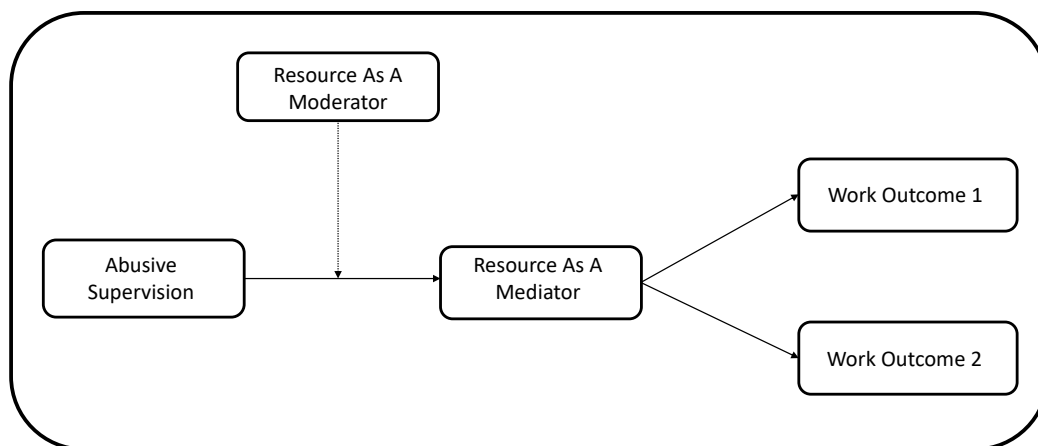 Resource As A
Moderator
Work Outcome 1
Abusive
Supervision
Resource As A
Mediator
Work Outcome 2